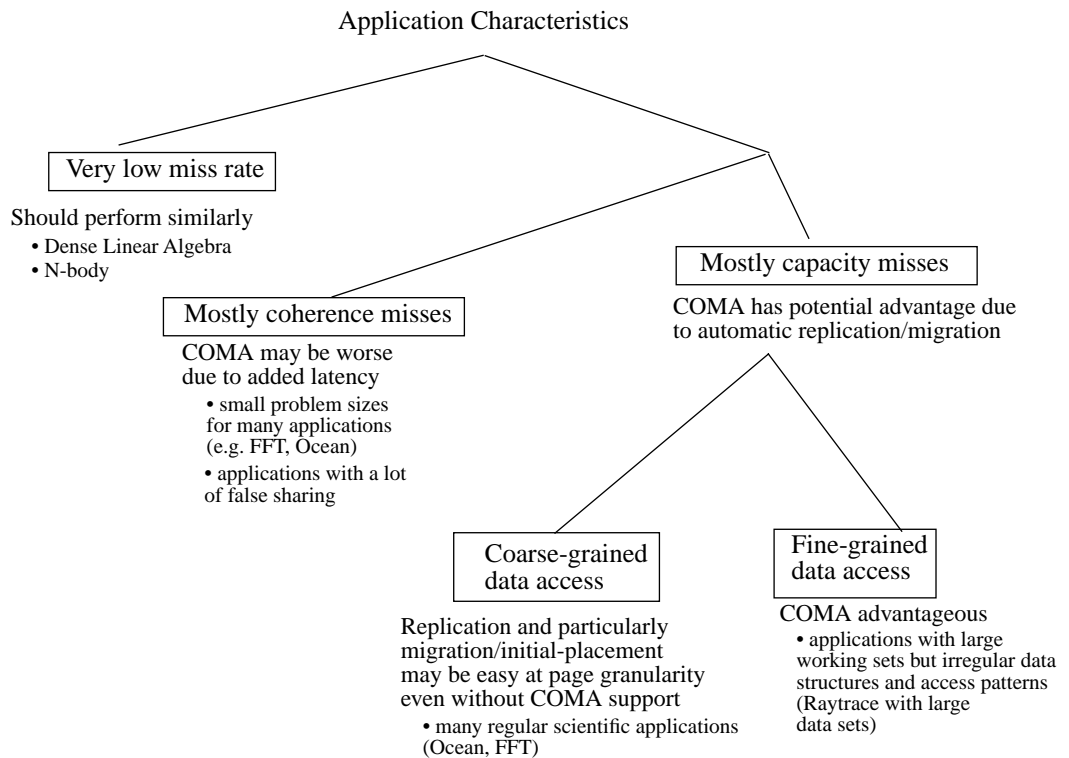 Application Characteristics
Very low miss rate
Should perform similarly
• Dense Linear Algebra
• N-body
Mostly coherence misses
COMA may be worse
due to added latency
• small problem sizes
for many applications
(e.g. FFT, Ocean)
• applications with a lot
of false sharing
Mostly capacity misses
COMA has potential advantage due
to automatic replication/migration
Coarse-grained
data access
Replication and particularly
migration/initial-placement
may be easy at page granularity
even without COMA support
• many regular scientific applications
(Ocean, FFT)
Fine-grained
data access
COMA advantageous
• applications with large
working sets but irregular data
structures and access patterns
(Raytrace with large
data sets)